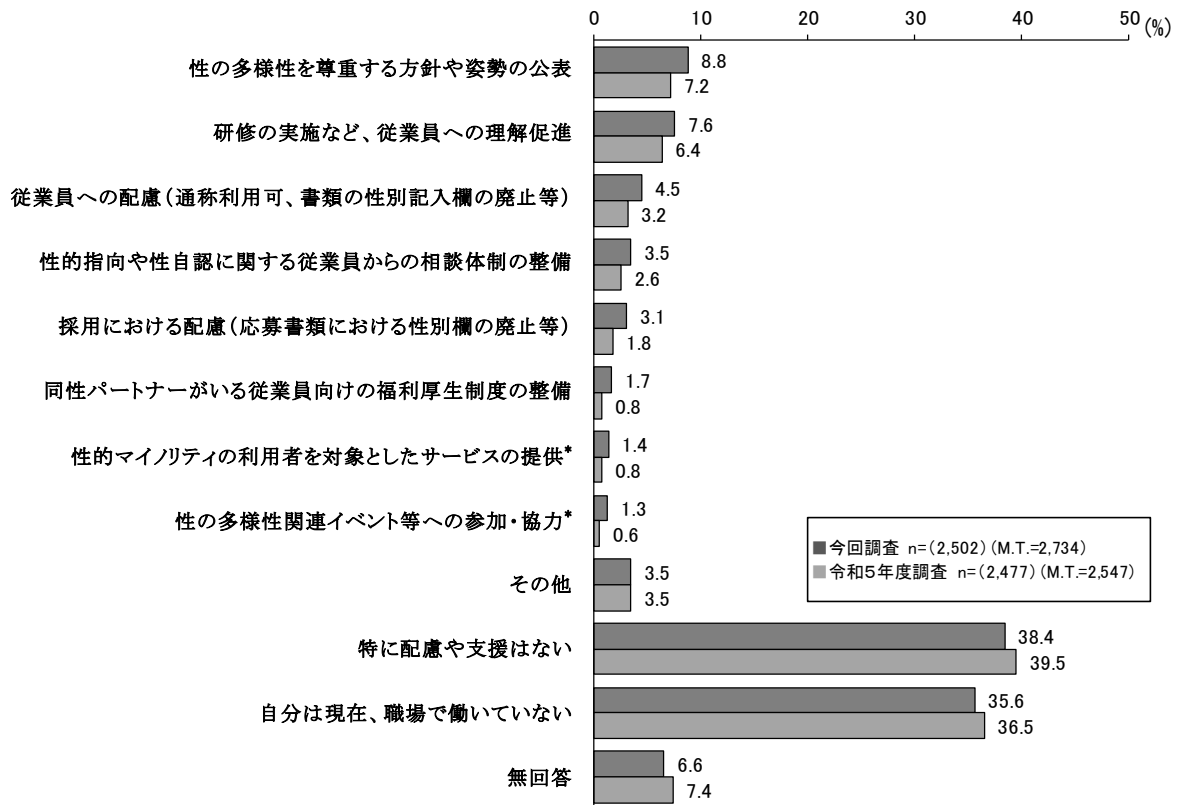 0 10 20 30 40 50 (%)
性の多様性を尊重する方針や姿勢の公表 8.8 7.2
研修の実施など、従業員への理解促進 7.6 6.4
従業員への配慮(通称利用可、書類の性別記入欄の廃止等) 4.5 3.2
性的指向や性自認に関する従業員からの相談体制の整備 3.5 2.6
採用における配慮(応募書類における性別欄の廃止等) 3.1 1.8
同性パートナーがいる従業員向けの福利厚生制度の整備 1.7 0.8
性的マイノリティの利用者を対象としたサービスの提供* 1.4 0.8
性の多様性関連イベント等への参加・協力* 1.3 0.6
今回調査 n=(2,502)(M.T.=2,734)
令和5年度調査 n=(2,477)(M.T.=2,547)
その他 3.5 3.5
特に配慮や支援はない 38.4 39.5
自分は現在、職場で働いていない 35.6 36.5
無回答 6.6 7.4